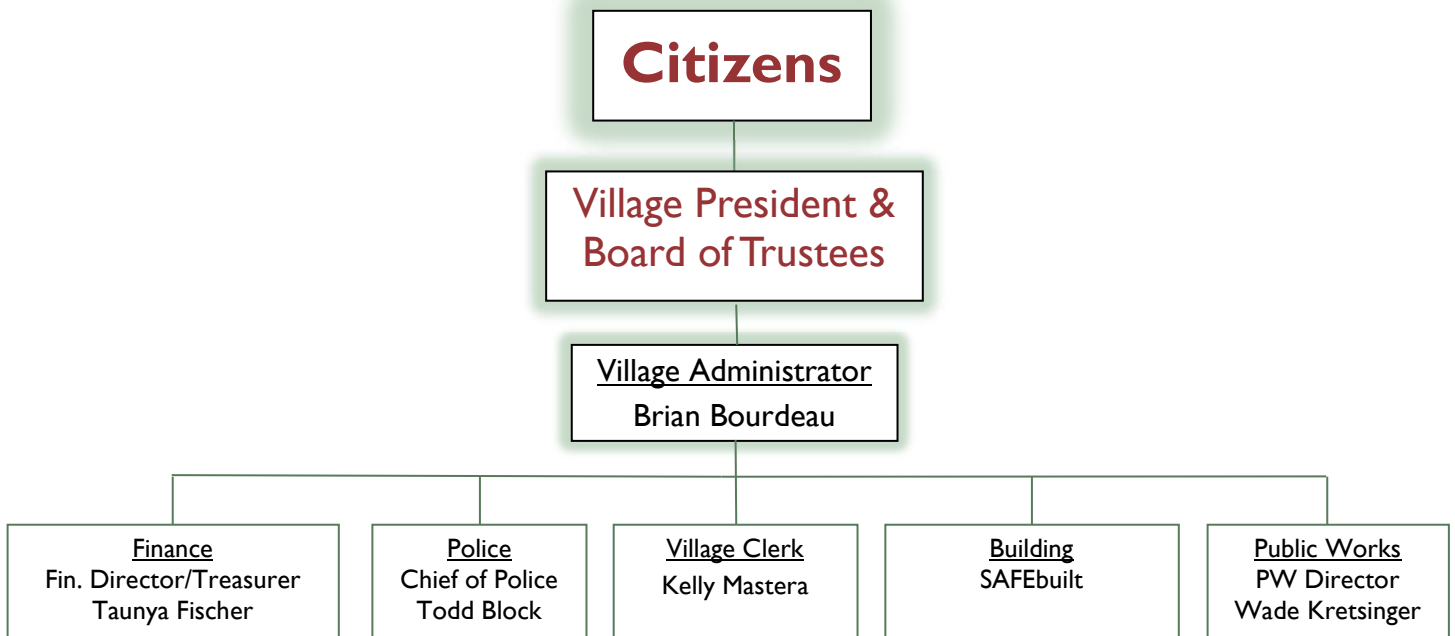 Citizens
Village President &
Board of Trustees
Village Administrator
Brian Bourdeau
Finance
Fin. Director/Treasurer
Taunya Fischer
Police
Chief of Police
Todd Block
Village Clerk
Kelly Mastera
Building
SAFEbuilt
Public Works
PW Director
Wade Kretsinger